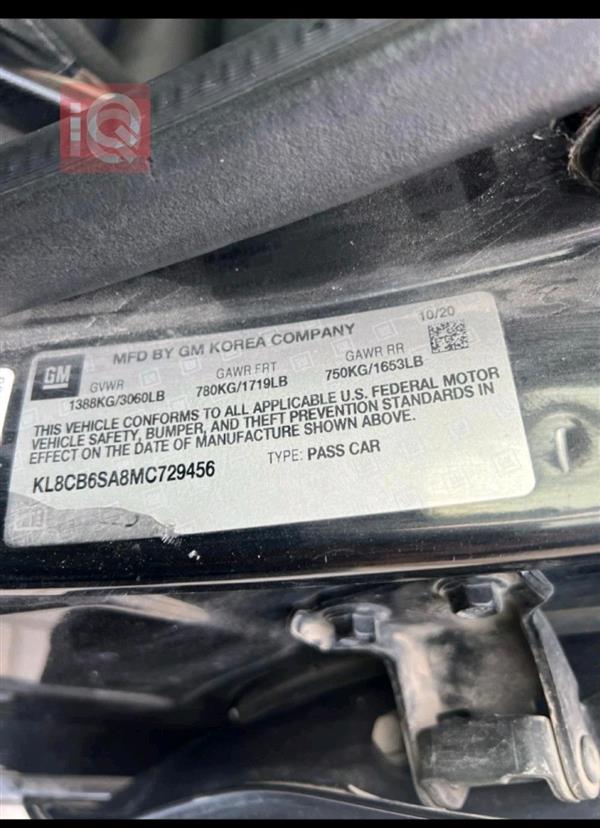 iQ
MFD BY GM KOREA COMPANY 10/20
GM
GVWR GAWR FRT GAWR RR
1388KG/3060LB 780KG/1719LB 750KG/1653LB
THIS VEHICLE CONFORMS TO ALL APPLICABLE U.S. FEDERAL MOTOR
VEHICLE SAFETY, BUMPER, AND THEFT PREVENTION STANDARDS IN
EFFECT ON THE DATE OF MANUFACTURE SHOWN ABOVE.
KL8CB6SA8MC729456 TYPE: PASS CAR